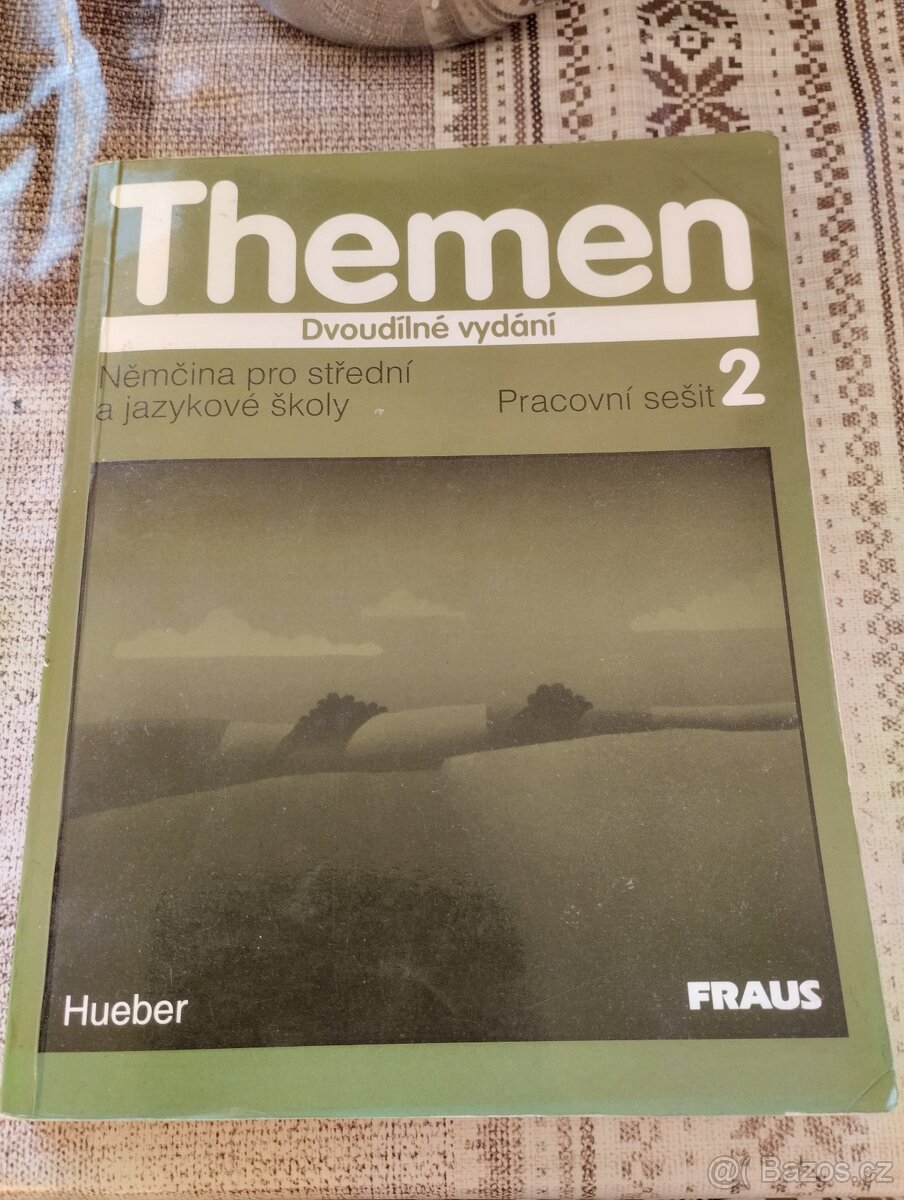 Themen
Dvoudílné vydání
Němčina pro střední
a jazykové školy
Pracovní sešit 2
Hueber
FRAUS
@ Bazos.cz